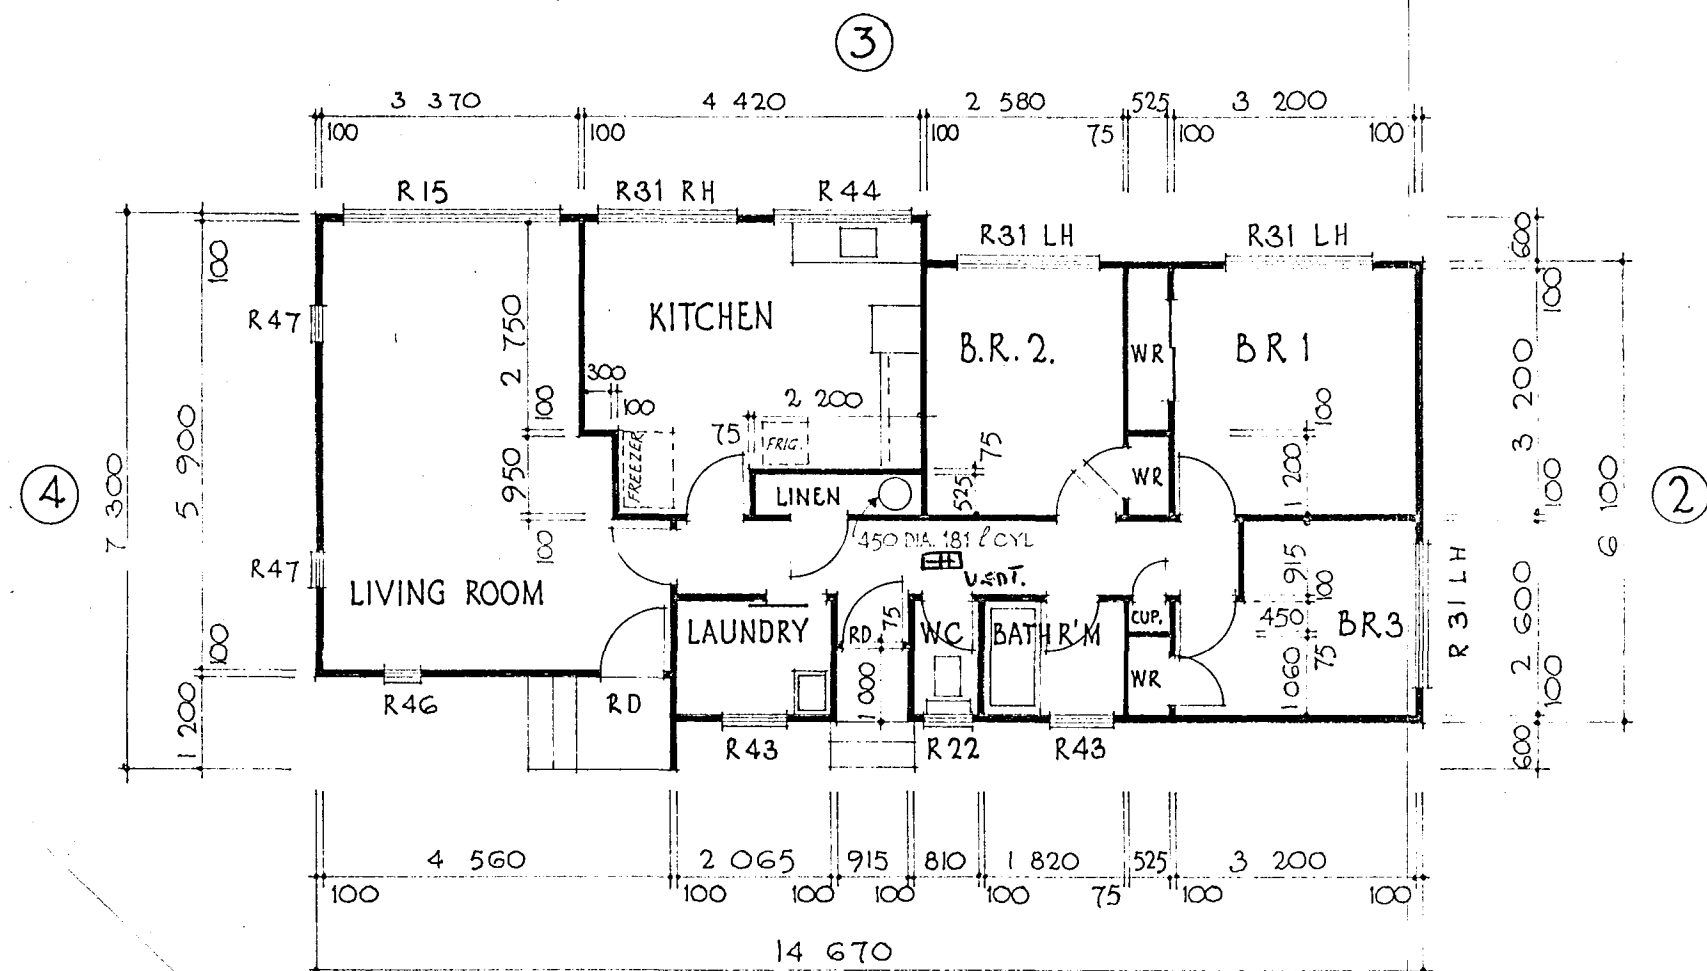 3
3 370 4 420 2 580 525 3 200
100 100 100 75 100 100
R15 R31 RH R44
R31 LH R31 LH
600
100
100
R47
KITCHEN
B.R. 2.
WR
BR 1
2 750
300
100
100
2 200
75
FRIG.
FREEZER
75
100
3 200
7 300
5 900
950
LINEN
525
WR
1 200
100
6 100
4
2
450 DIA. 181 ℓ CYL
100
R47
LIVING ROOM
VENT.
915
100
R31 LH
2 600
LAUNDRY
RD
75
WC
BATH R'M
CUP.
450
BR3
100
1 000
WR
1060
75
100
1 200
R46
RD
R43
R22
R43
600
4 560 2 065 915 810 1 820 525 3 200
100 100 100 100 100 75 100 100
14 670